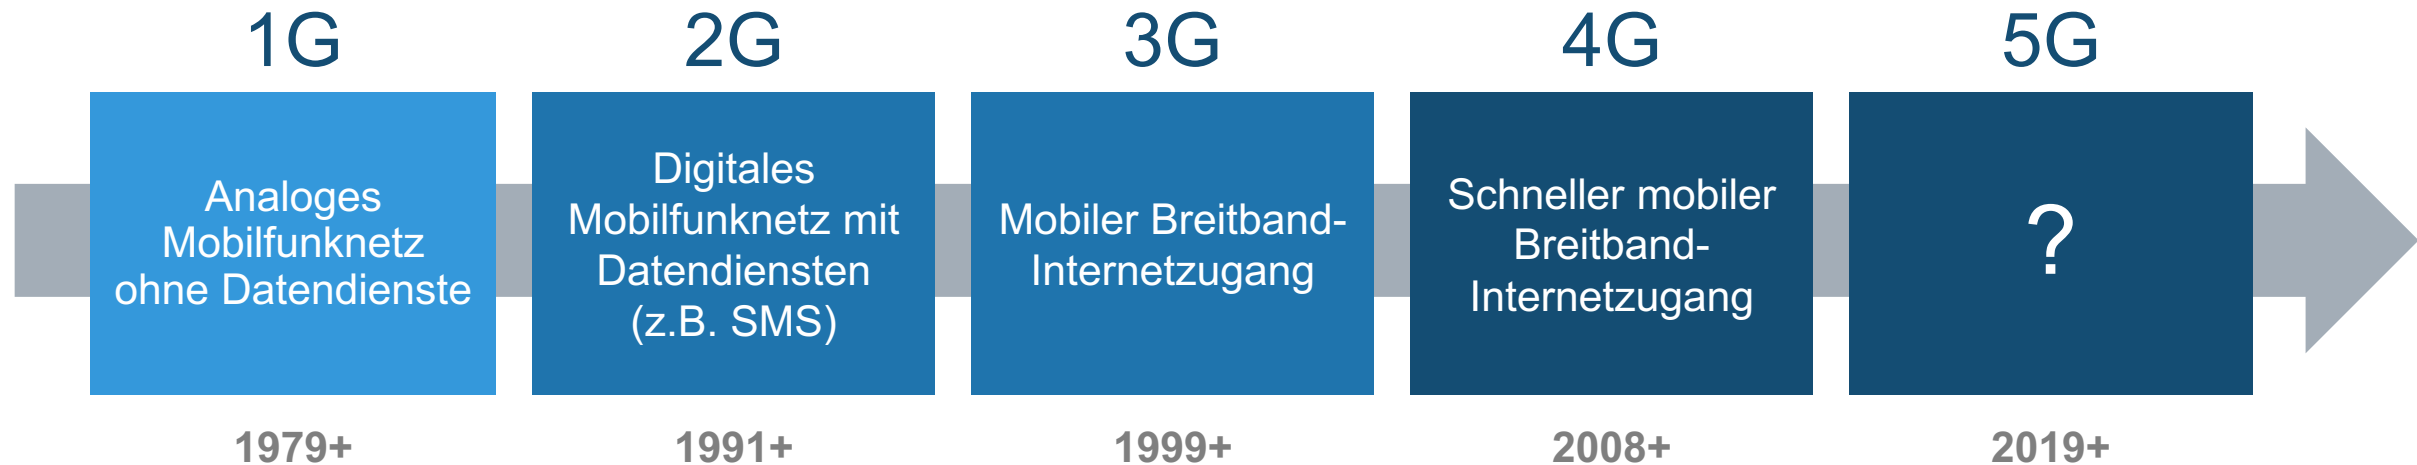 1G
Analoges
Mobilfunknetz
ohne Datendienste
1979+
2G
Digitales
Mobilfunknetz mit
Datendiensten
(z.B. SMS)
1991+
3G
Mobiler Breitband-
Internetzugang
1999+
4G
Schneller mobiler
Breitband-
Internetzugang
2008+
5G
?
2019+